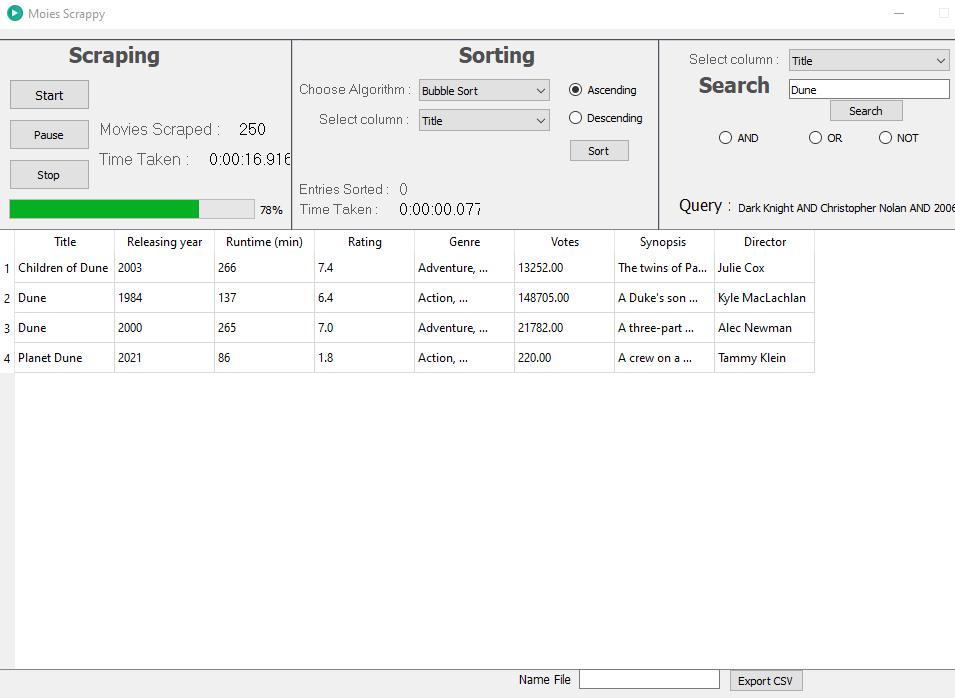 Moies Scrappy
Scraping
Start
Pause
Movies Scraped : 250
Time Taken : 0:00:16.916
Stop
78%
Sorting
Choose Algorithm : Bubble Sort
Ascending
Select column : Title
Descending
Sort
Entries Sorted : 0
Time Taken : 0:00:00.077
Select column : Title
Search Dune
Search
AND OR NOT
Query : Dark Knight AND Christopher Nolan AND 2006
Title Releasing year Runtime (min) Rating Genre Votes Synopsis Director
1 Children of Dune 2003 266 7.4 Adventure, ... 13252.00 The twins of Pa... Julie Cox
2 Dune 1984 137 6.4 Action, ... 148705.00 A Duke's son ... Kyle MacLachlan
3 Dune 2000 265 7.0 Adventure, ... 21782.00 A three-part ... Alec Newman
4 Planet Dune 2021 86 1.8 Action, ... 220.00 A crew on a ... Tammy Klein
Name File
Export CSV